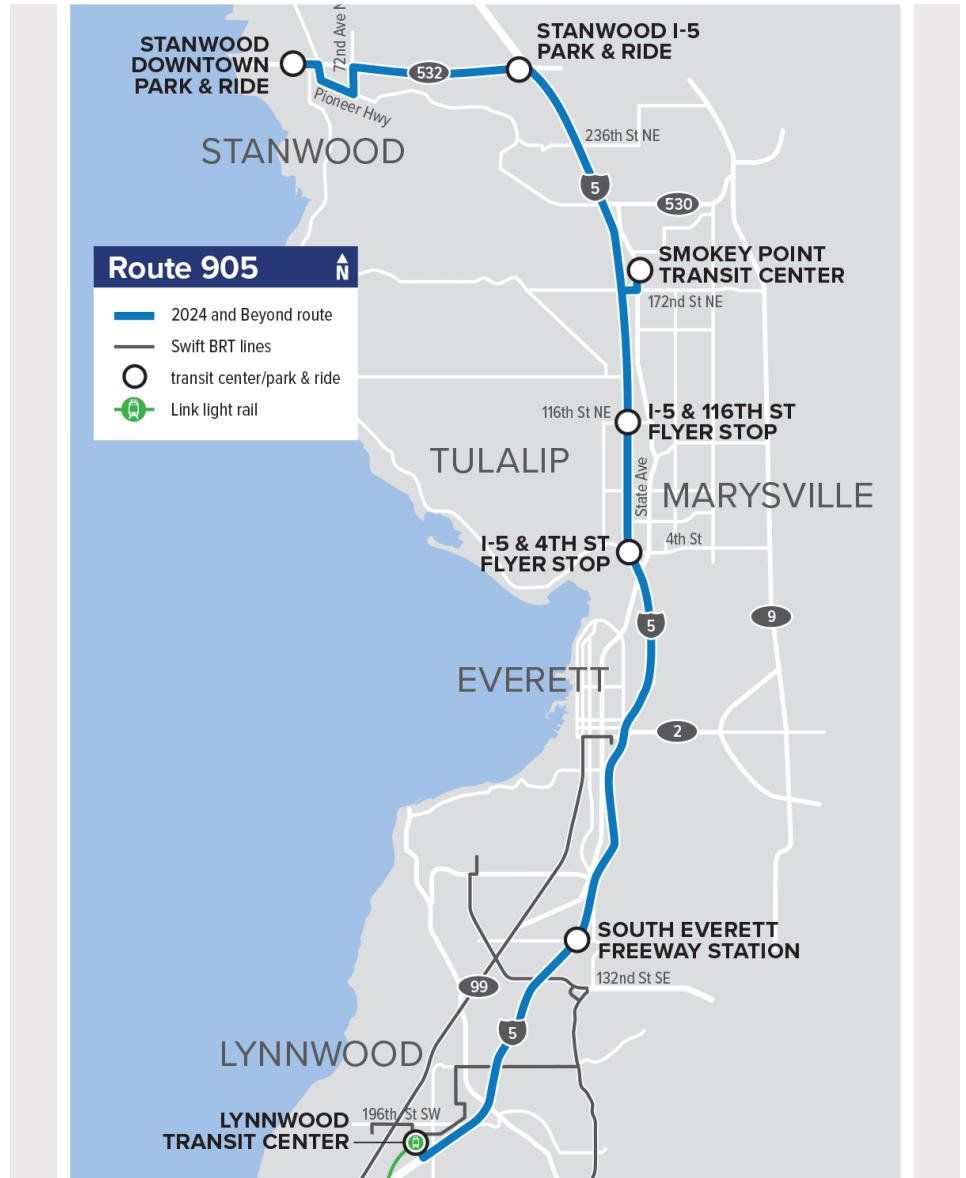 STANWOOD
DOWNTOWN
PARK & RIDE
72nd Ave N
532
STANWOOD I-5
PARK & RIDE
Pioneer Hwy
STANWOOD
236th St NE
5
530
Route 905
N
2024 and Beyond route
Swift BRT lines
transit center/park & ride
Link light rail
SMOKEY POINT
TRANSIT CENTER
172nd St NE
116th St NE
I-5 & 116TH ST
FLYER STOP
TULALIP
State Ave
MARYSVILLE
I-5 & 4TH ST
FLYER STOP
4th St
5
9
EVERETT
2
SOUTH EVERETT
FREEWAY STATION
132nd St SE
99
5
LYNNWOOD
196th St SW
LYNNWOOD
TRANSIT CENTER